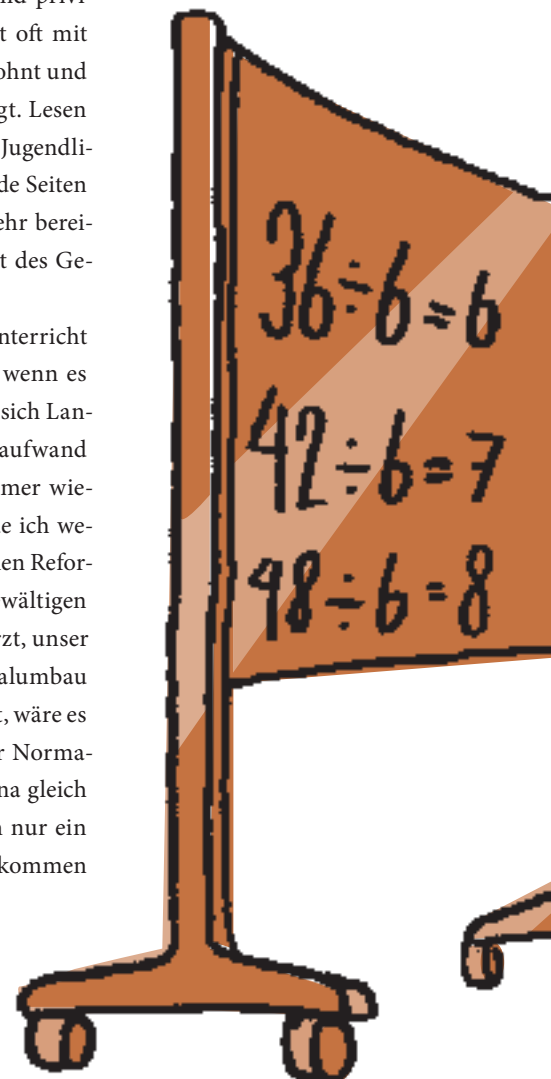 t oft mit
ohnt und
gt. Lesen
Jugendli-
de Seiten
ehr berei-
t des Ge-
nterricht
wenn es
sich Lan-
aufwand
mer wie-
e ich we-
en Refor-
wältigen
rzt, unser
alumbau
t, wäre es
r Norma-
na gleich
n nur ein
kommen
36÷6=6
42÷6=7
48÷6=8